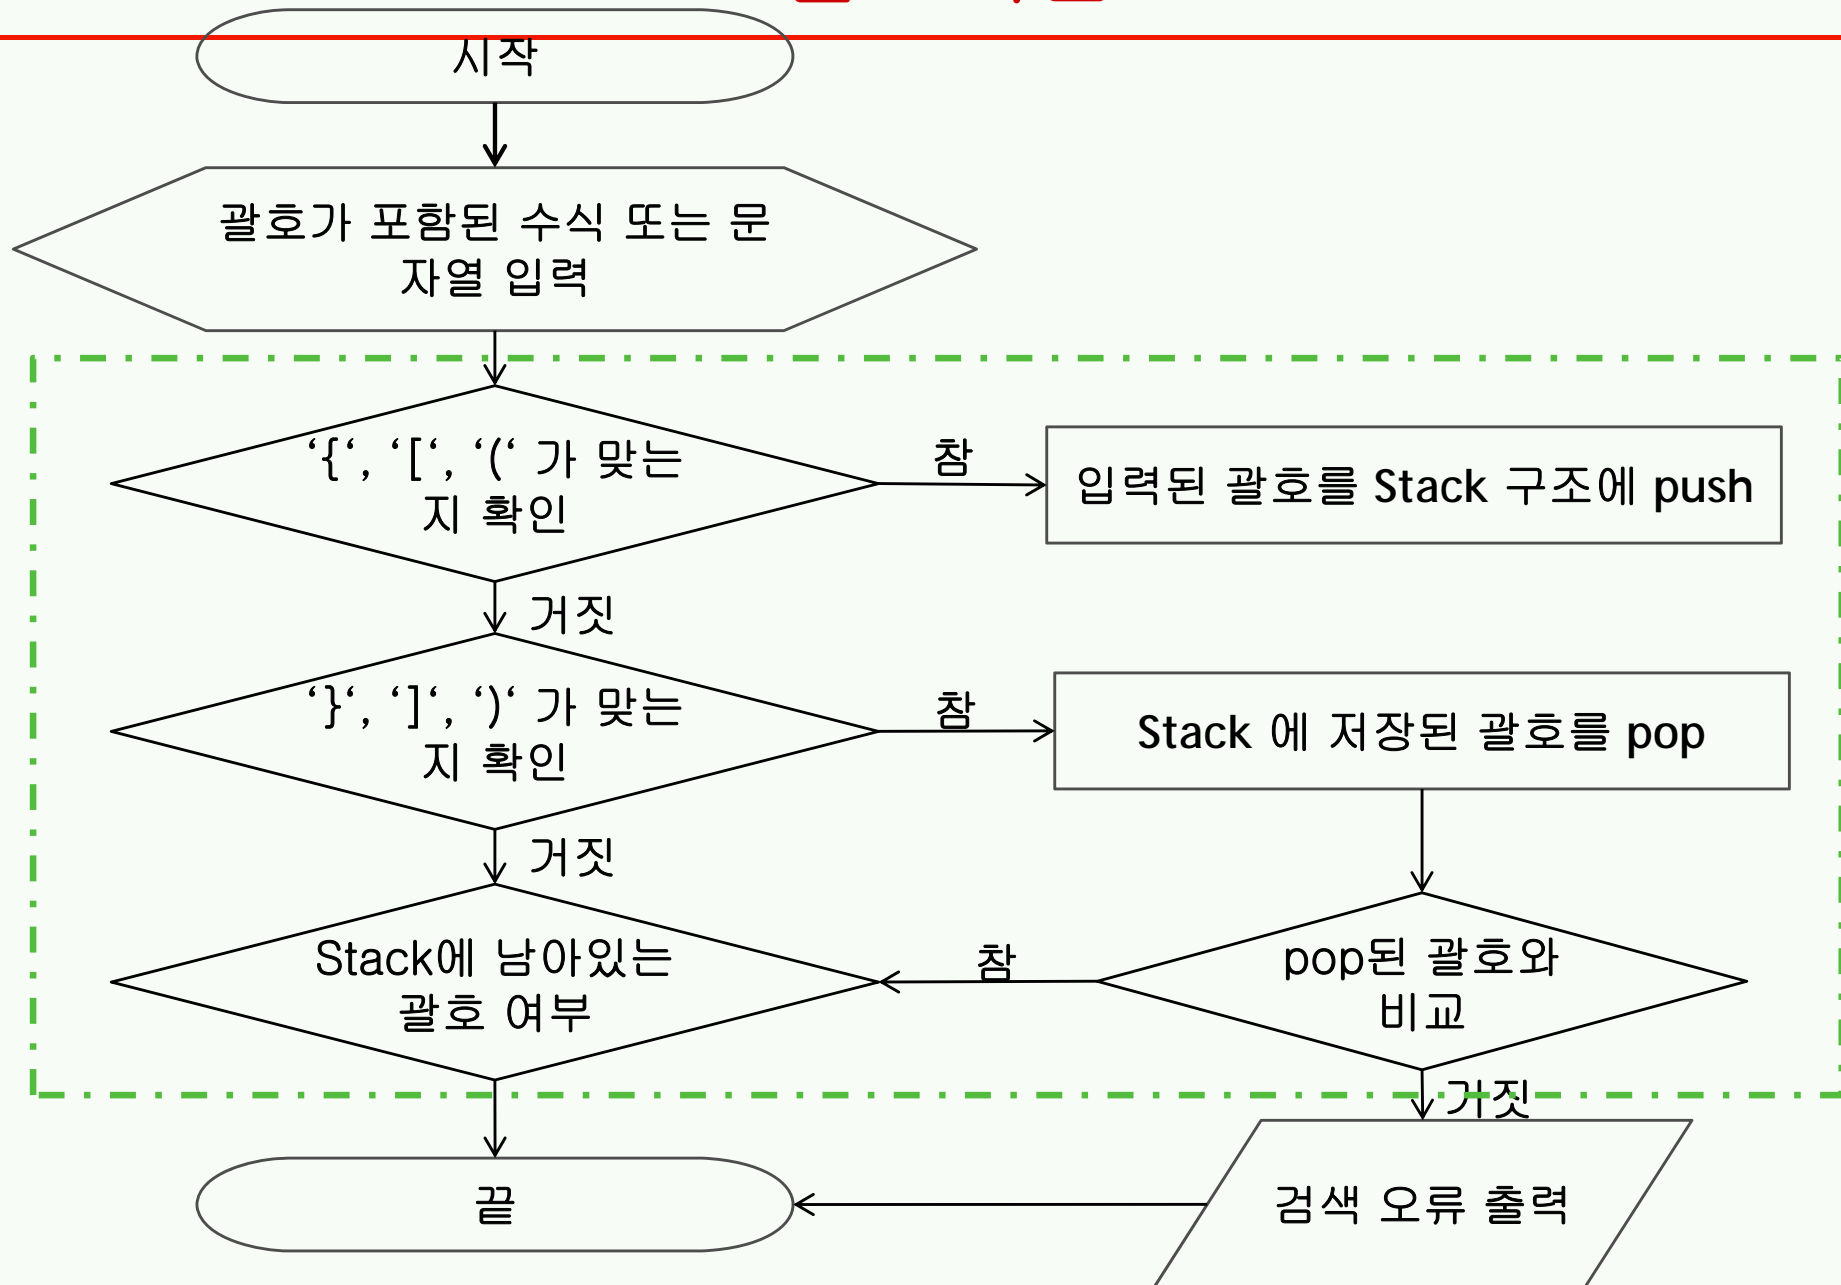 시작
괄호가 포함된 수식 또는 문
자열 입력
‘{‘, ‘[‘, ‘(‘ 가 맞는
지 확인
참
입력된 괄호를 Stack 구조에 push
거짓
‘}‘, ‘]‘, ‘)‘ 가 맞는
지 확인
참
Stack 에 저장된 괄호를 pop
거짓
Stack에 남아있는
괄호 여부
참
pop된 괄호와
비교
거짓
끝
검색 오류 출력